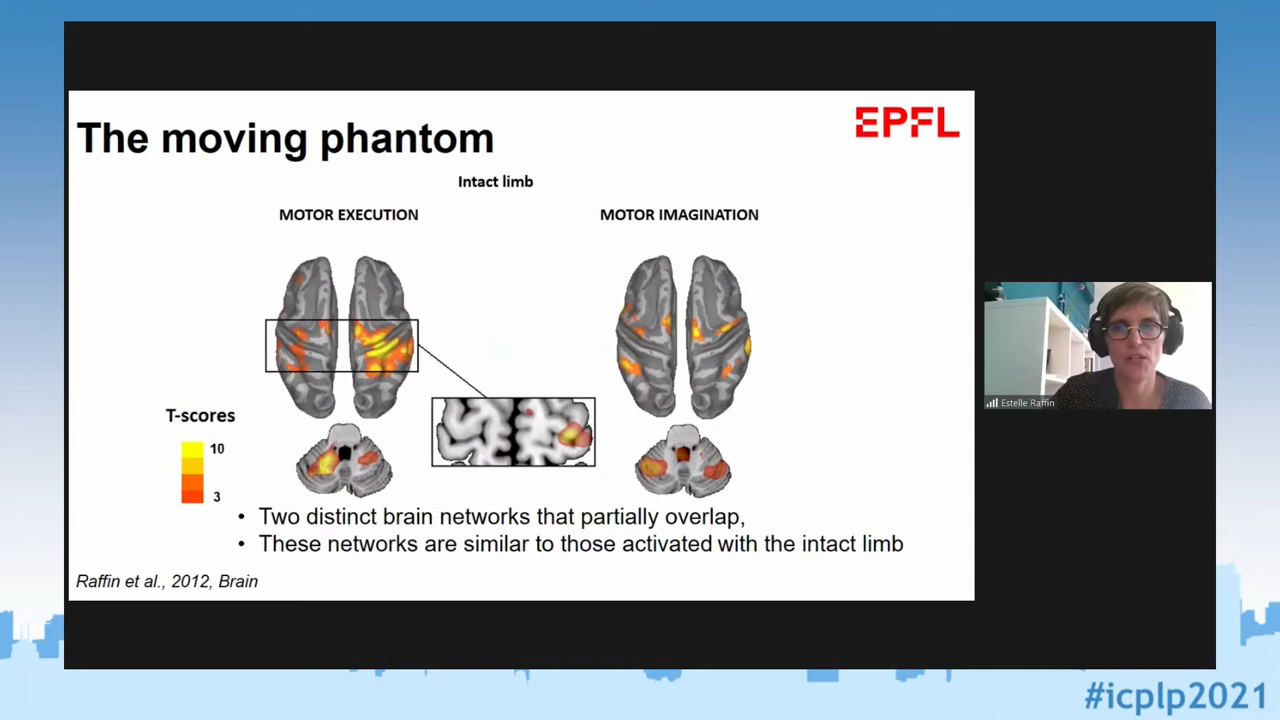 The moving phantom
EPFL
Intact limb
MOTOR EXECUTION
MOTOR IMAGINATION
T-scores
10
3
• Two distinct brain networks that partially overlap,
• These networks are similar to those activated with the intact limb
Raffin et al., 2012, Brain
Estelle Raffin
#icplp2021